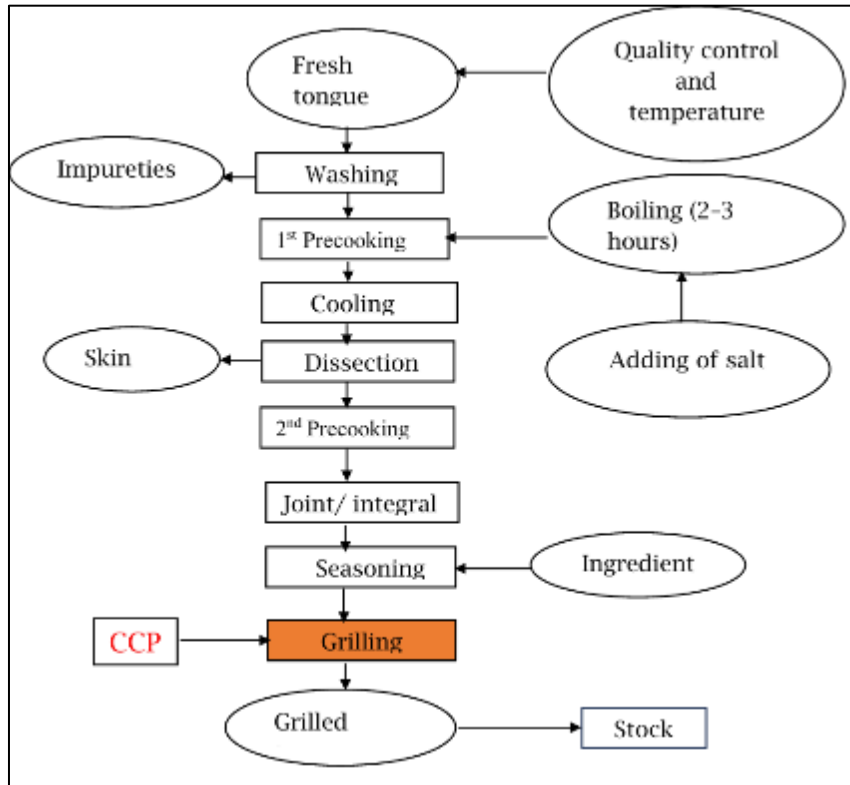 Fresh
tongue
Quality control
and
temperature
Impureties
Washing
1st Precooking
Boiling (2-3
hours)
Cooling
Skin
Dissection
Adding of salt
2nd Precooking
Joint/ integral
Seasoning
Ingredient
CCP
Grilling
Grilled
Stock